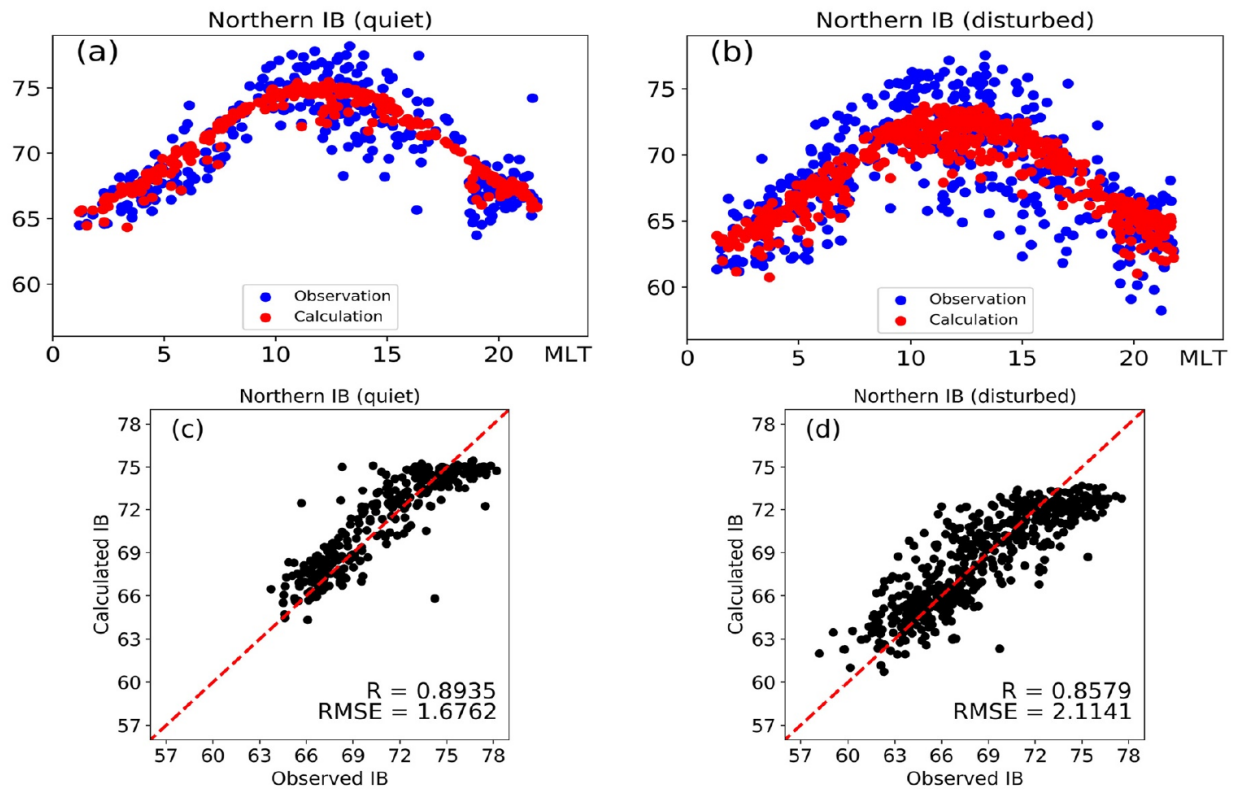 Northern IB (quiet)
(a)
75
70
65
60
Observation
Calculation
0 5 10 15 20 MLT
Northern IB (disturbed)
(b)
75
70
65
60
Observation
Calculation
0 5 10 15 20 MLT
Northern IB (quiet)
(c)
78
75
72
69
66
63
60
57
Calculated IB
R = 0.8935
RMSE = 1.6762
57 60 63 66 69 72 75 78
Observed IB
Northern IB (disturbed)
(d)
78
75
72
69
66
63
60
57
Calculated IB
R = 0.8579
RMSE = 2.1141
57 60 63 66 69 72 75 78
Observed IB